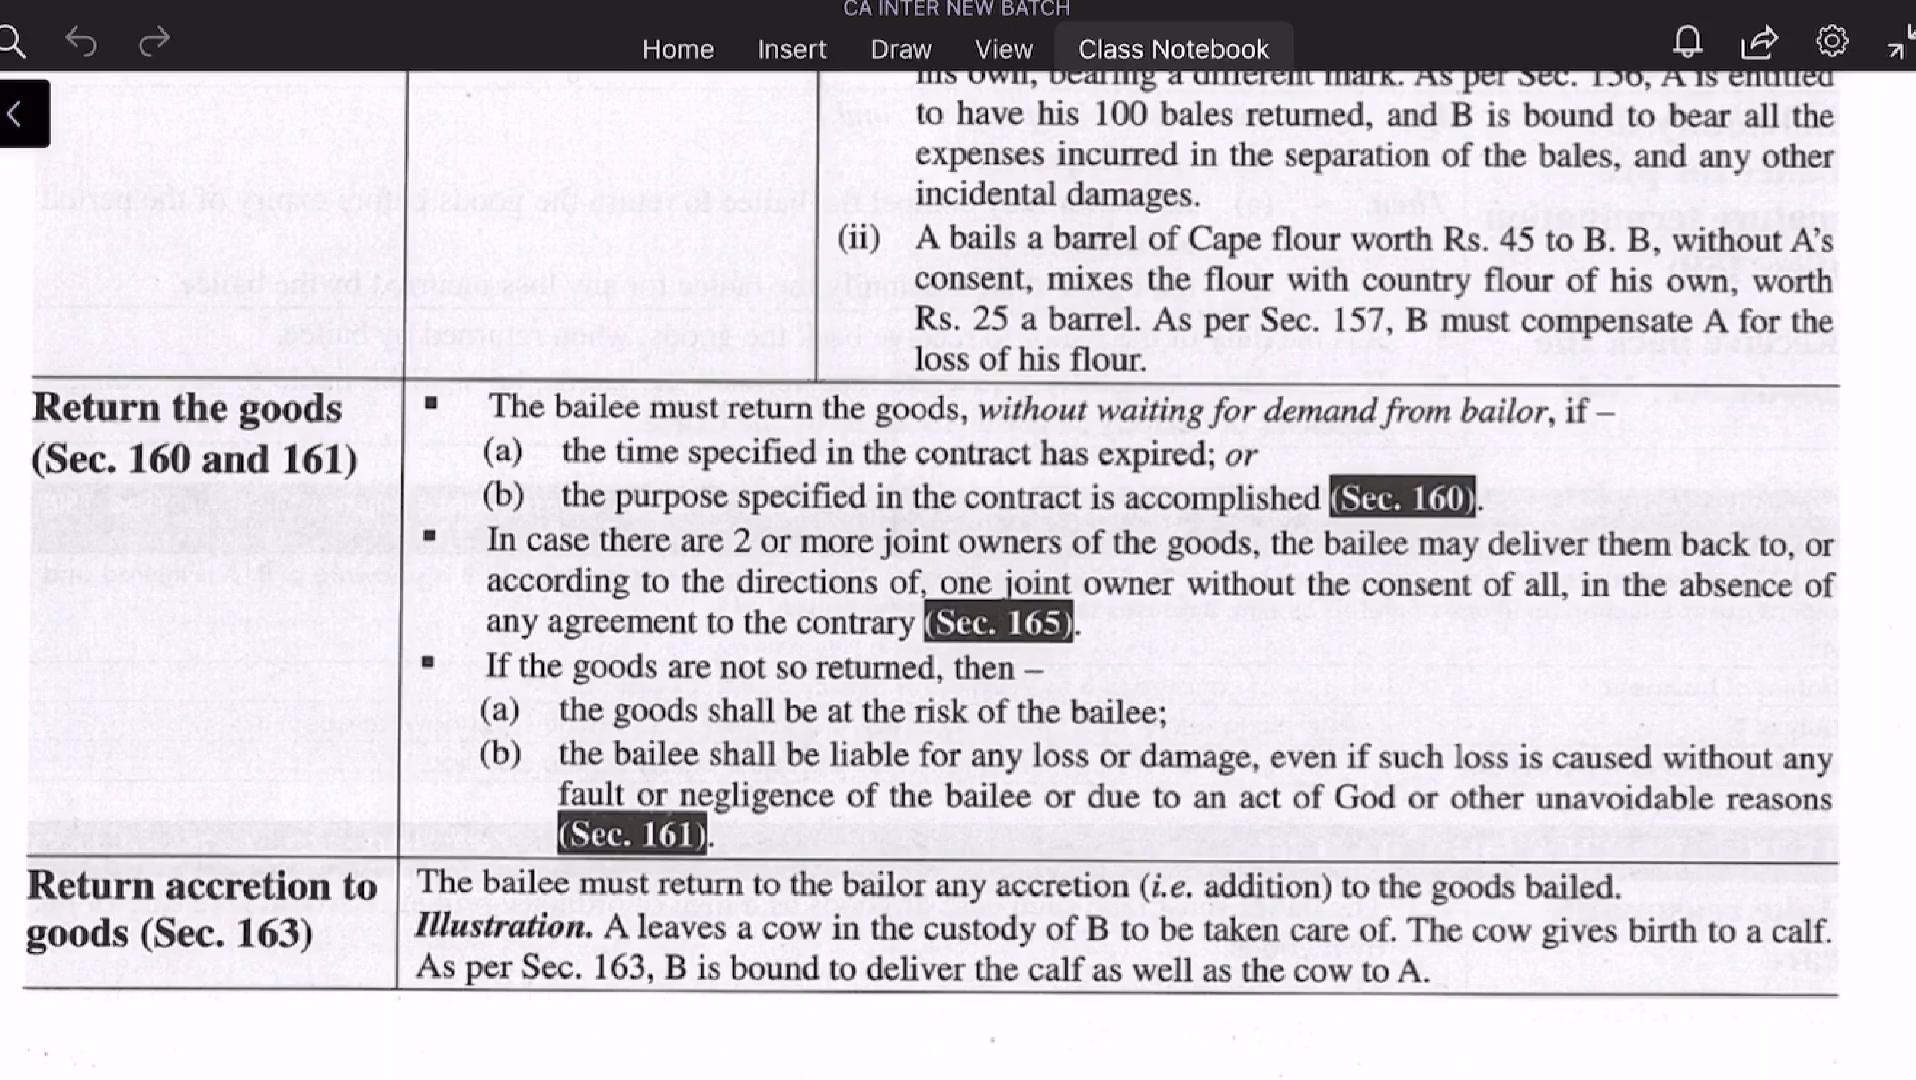 CA INTER NEW BATCH
Home Insert Draw View Class Notebook
his own, bearing a different mark. As per Sec. 156, A is entitled
to have his 100 bales returned, and B is bound to bear all the
expenses incurred in the separation of the bales, and any other
incidental damages.
(ii) A bails a barrel of Cape flour worth Rs. 45 to B. B, without A's
consent, mixes the flour with country flour of his own, worth
Rs. 25 a barrel. As per Sec. 157, B must compensate A for the
loss of his flour.
Return the goods
(Sec. 160 and 161)
▪ The bailee must return the goods, without waiting for demand from bailor, if –
(a) the time specified in the contract has expired; or
(b) the purpose specified in the contract is accomplished (Sec. 160).
▪ In case there are 2 or more joint owners of the goods, the bailee may deliver them back to, or
according to the directions of, one joint owner without the consent of all, in the absence of
any agreement to the contrary (Sec. 165).
▪ If the goods are not so returned, then –
(a) the goods shall be at the risk of the bailee;
(b) the bailee shall be liable for any loss or damage, even if such loss is caused without any
fault or negligence of the bailee or due to an act of God or other unavoidable reasons
(Sec. 161).
Return accretion to
goods (Sec. 163)
The bailee must return to the bailor any accretion (i.e. addition) to the goods bailed.
Illustration. A leaves a cow in the custody of B to be taken care of. The cow gives birth to a calf.
As per Sec. 163, B is bound to deliver the calf as well as the cow to A.